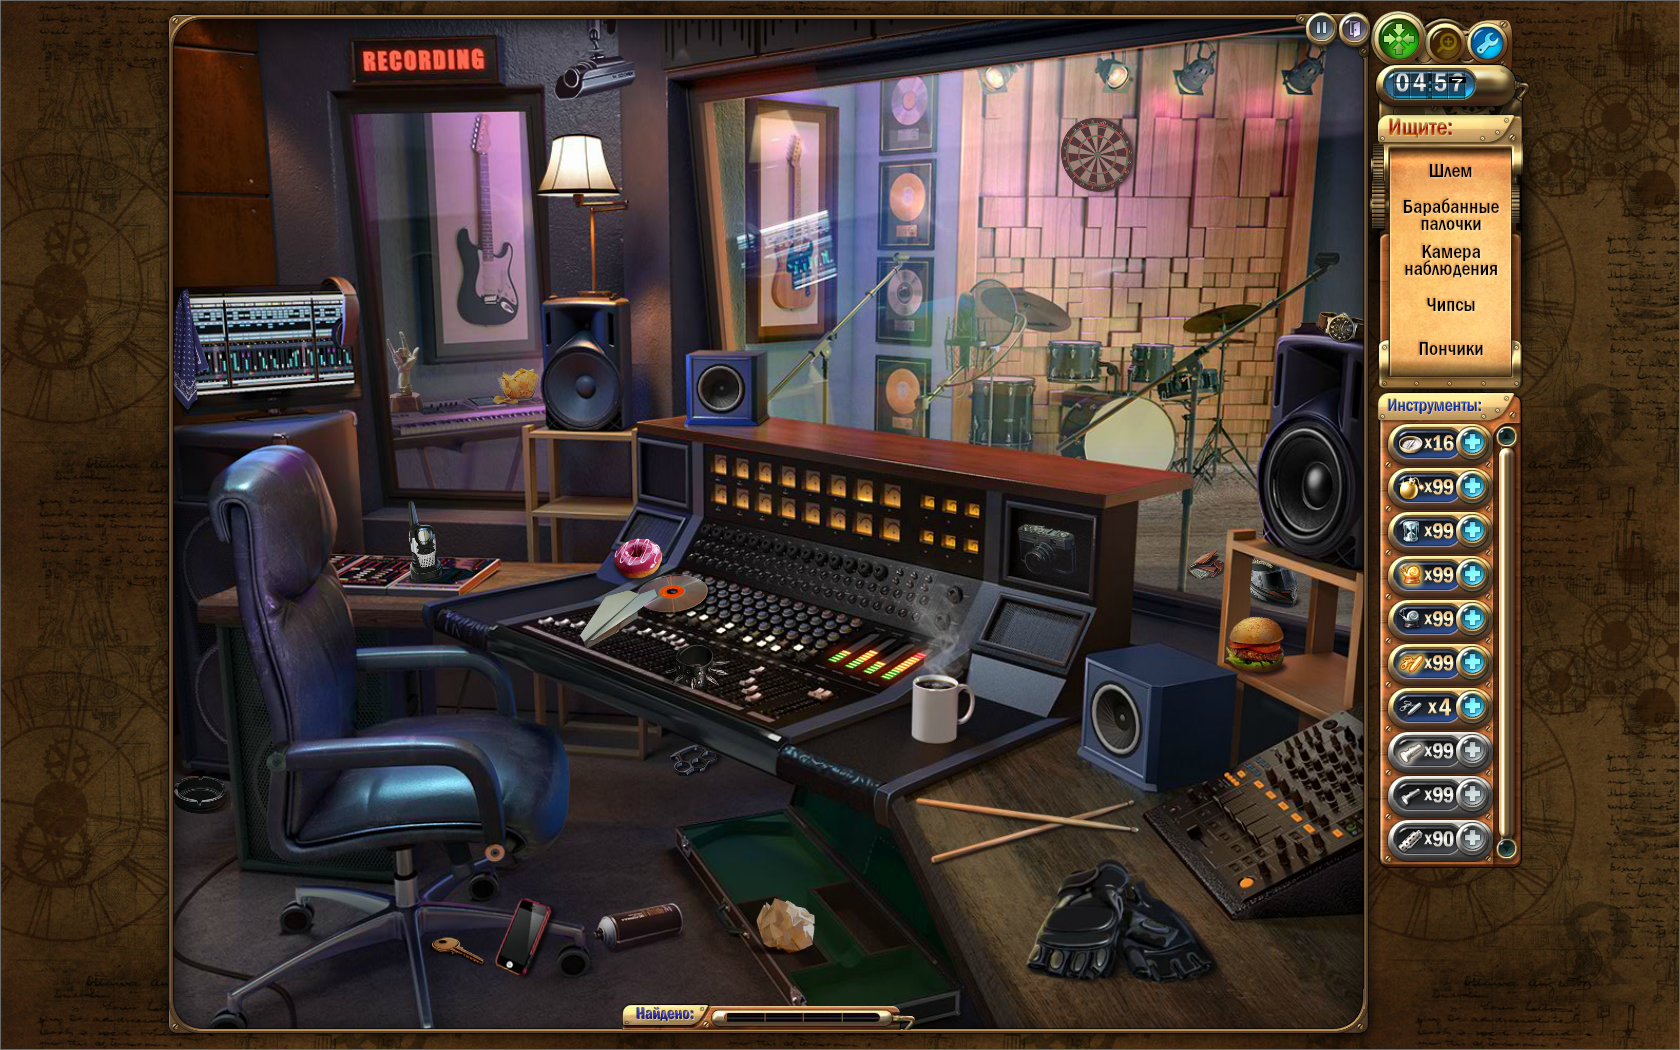 RECORDING
04:57
Ищите:
Шлем
Барабанные
палочки
Камера
наблюдения
Чипсы
Пончики
Инструменты:
x16
x99
x99
x99
x99
x99
x4
x99
x99
x90
Найдено: